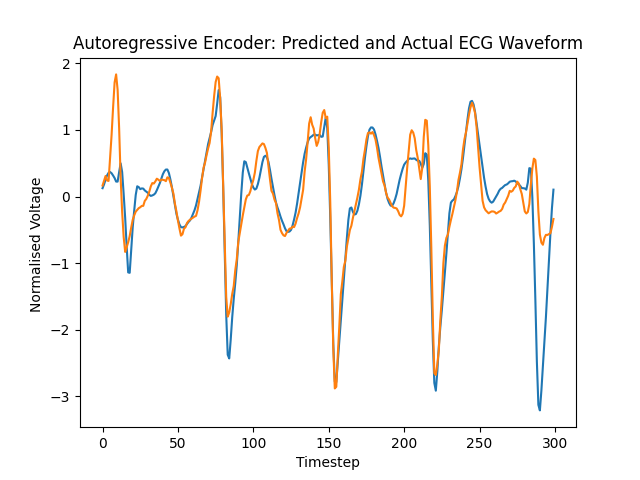 Autoregressive Encoder: Predicted and Actual ECG Waveform
2
1
0
−1
−2
−3
Normalised Voltage
0 50 100 150 200 250 300
Timestep